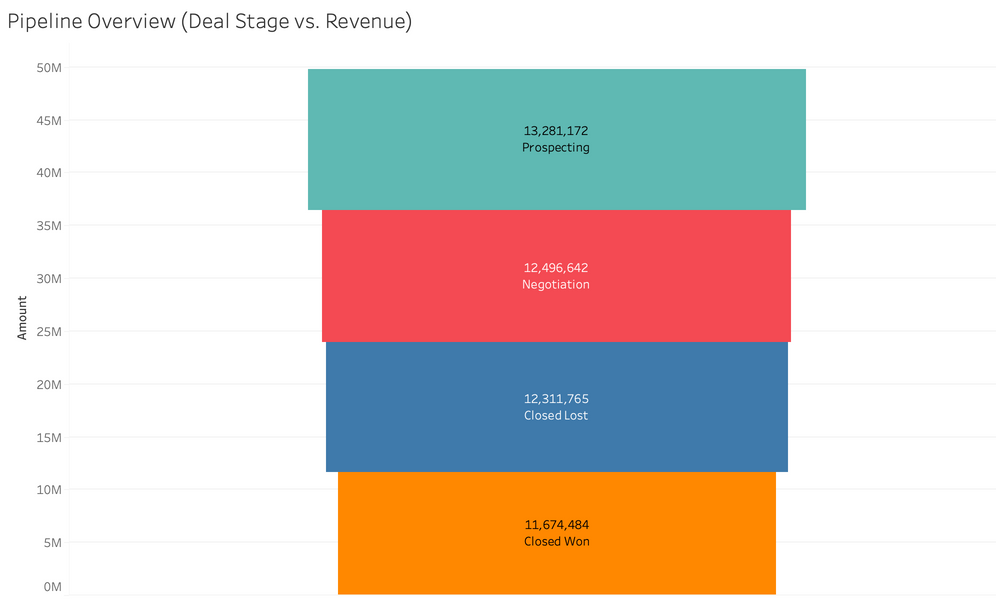 Pipeline Overview (Deal Stage vs. Revenue)
50M
45M
40M
35M
30M
25M
20M
15M
10M
5M
0M
Amount
13,281,172
Prospecting
12,496,642
Negotiation
12,311,765
Closed Lost
11,674,484
Closed Won